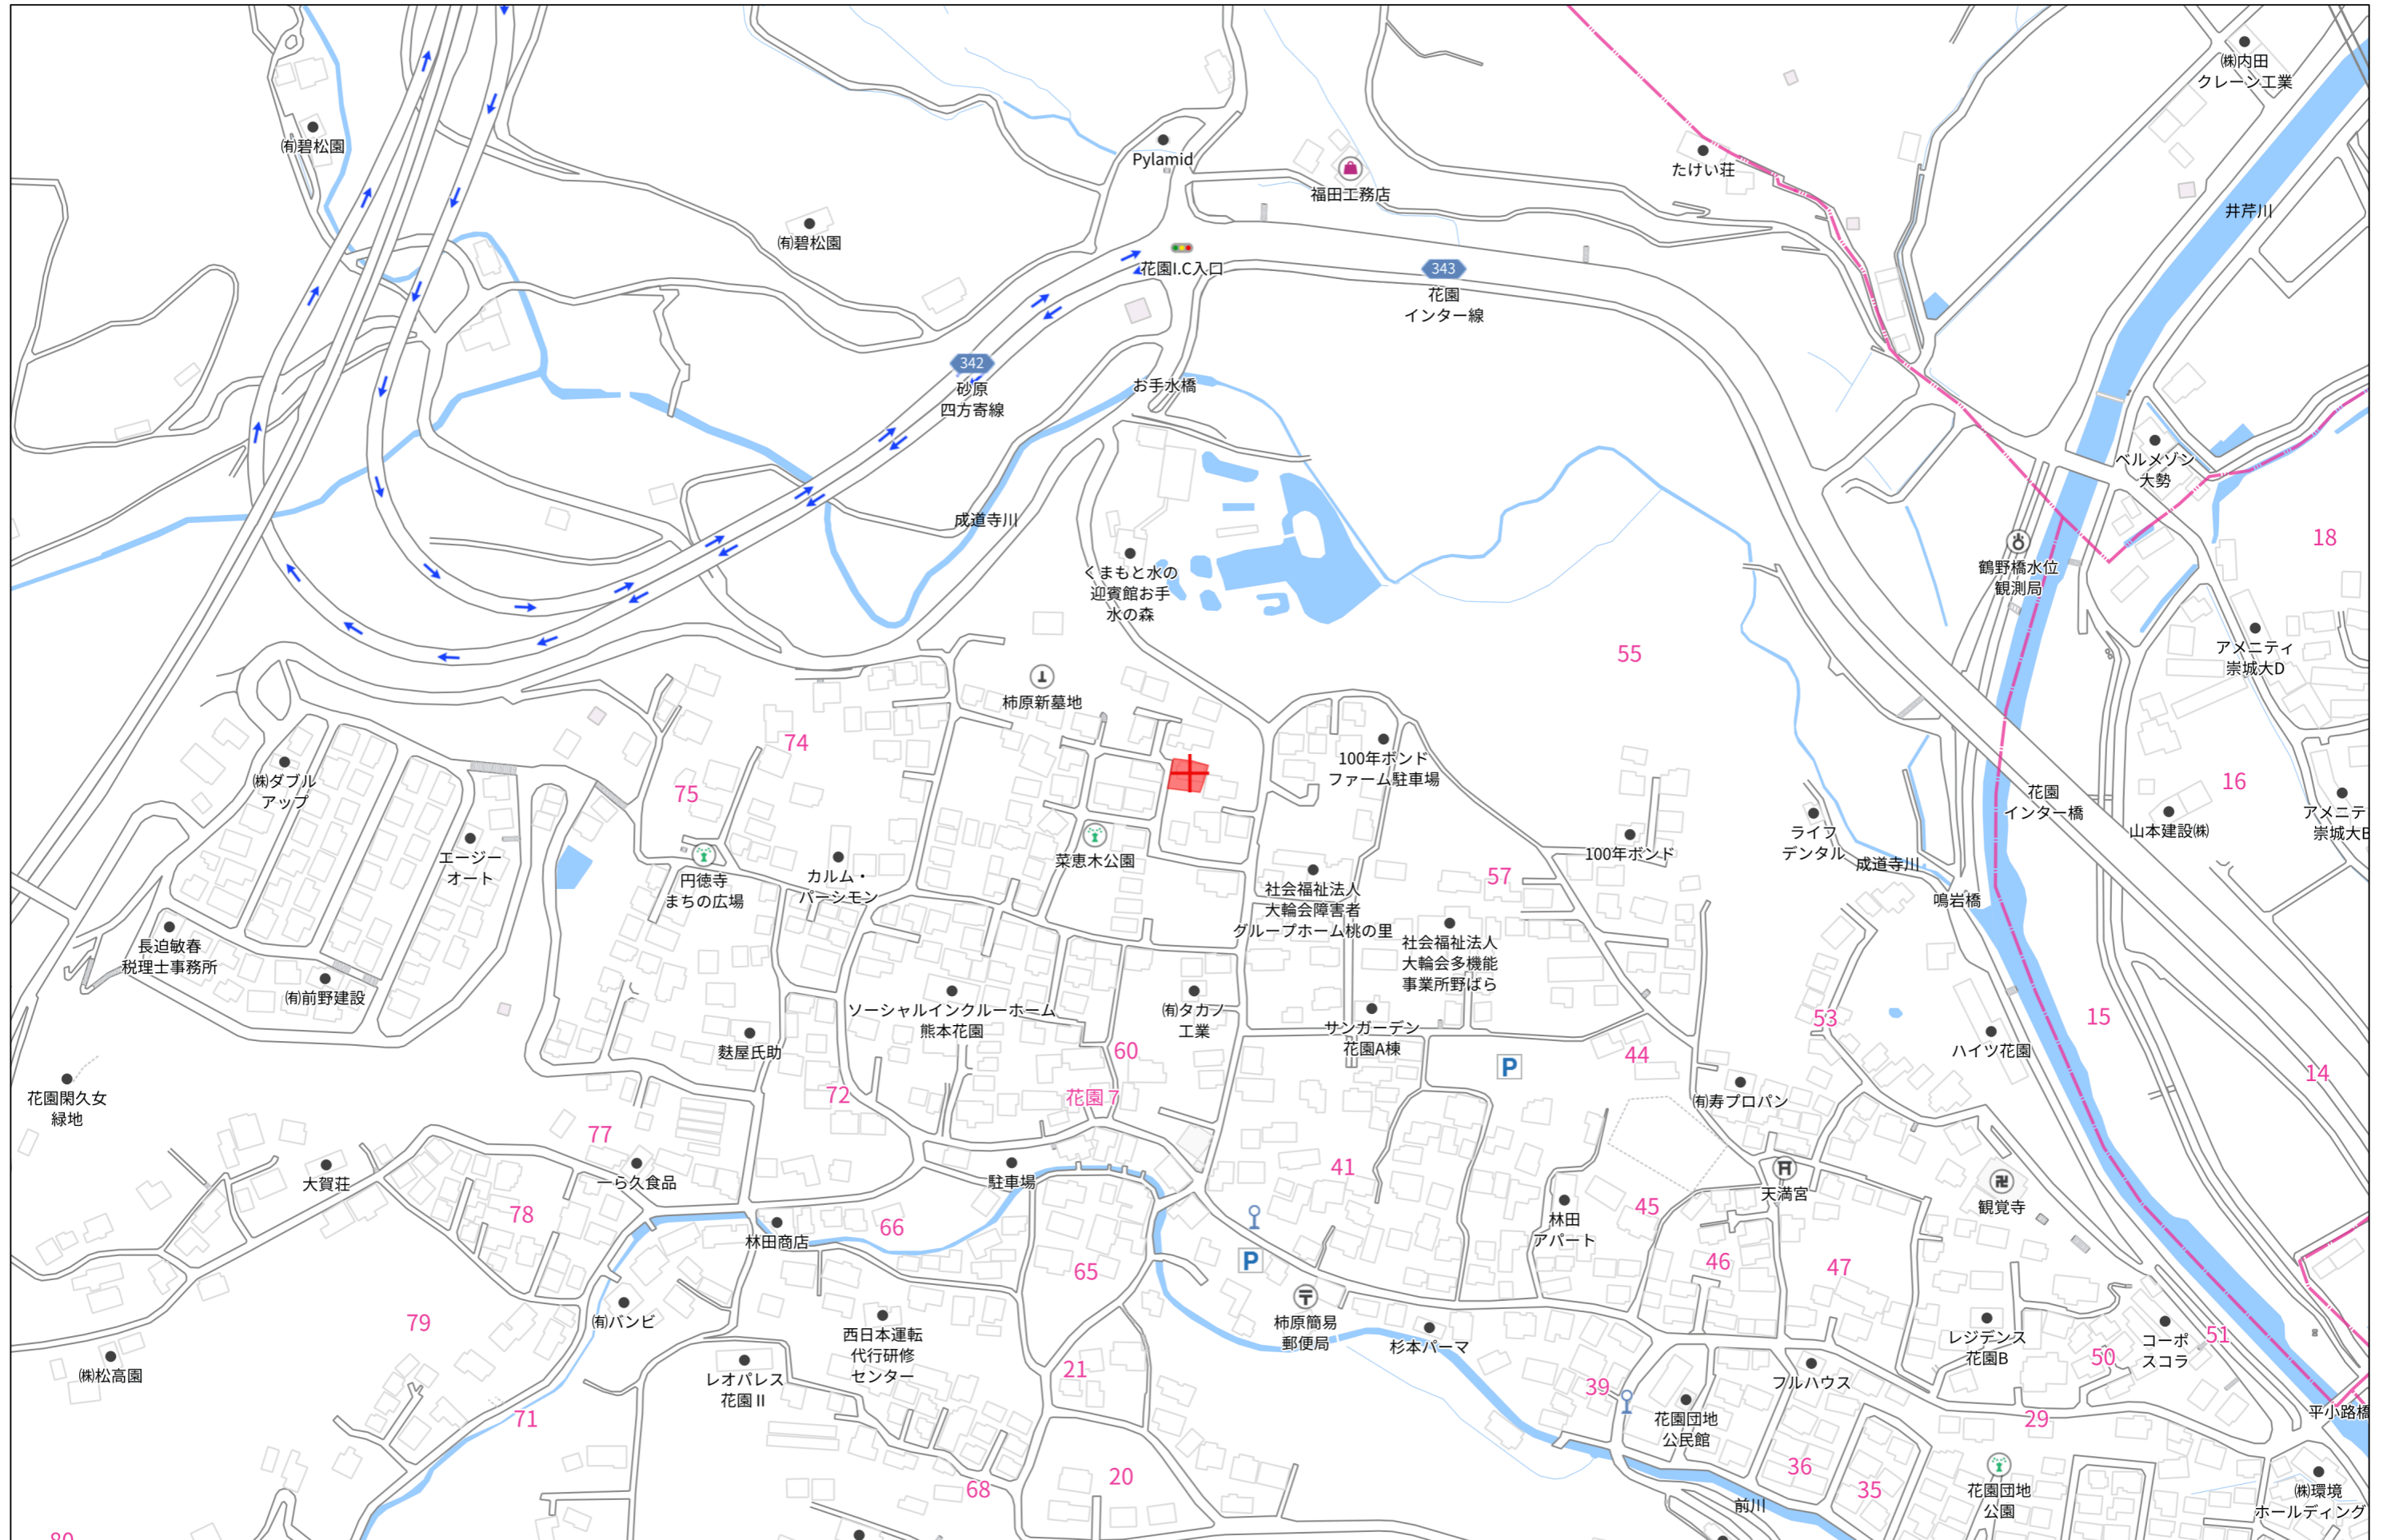 ㈱内田
クレーン工業
㈲碧松園
Pylamid
たけい荘
福田工務店
井芹川
㈲碧松園
花園I.C入口
343
花園
インター線
342
砂原
四方寄線
お手水橋
ベルメゾン
大勢
成道寺川
18
くまもと水の
迎賓館お手
水の森
鶴野橋水位
観測局
アメニティ
崇城大D
55
柿原新墓地
74
100年ボンド
ファーム駐車場
㈱ダブル
アップ
75
16
花園
インター橋
アメニテ
崇城大B
山本建設㈱
ライフ
デンタル
エージー
オート
菜恵木公園
100年ボンド
成道寺川
円徳寺
まちの広場
カルム・
パーシモン
57
社会福祉法人
大輪会障害者
グループホーム桃の里
鳴岩橋
長迫敏春
税理士事務所
社会福祉法人
大輪会多機能
事業所野ばら
㈲前野建設
ソーシャルインクルーホーム
熊本花園
㈲タカノ
工業
サンガーデン
花園A棟
53
15
麩屋氏助
60
44
P
ハイツ花園
14
花園閑久女
緑地
72
花園７
㈲寿プロパン
77
大賀荘
一ら久食品
駐車場
41
天満宮
観覚寺
78
66
林田商店
林田
アパート
45
65
P
46
47
79
㈲バンビ
西日本運転
代行研修
センター
柿原簡易
郵便局
杉本パーマ
レジデンス
花園B
コーポ
スコラ
51
50
㈱松高園
レオパレス
花園Ⅱ
21
39
フルハウス
71
花園団地
公民館
29
平小路橋
20
68
36
35
花園団地
公園
㈱環境
ホールディング
前川
80